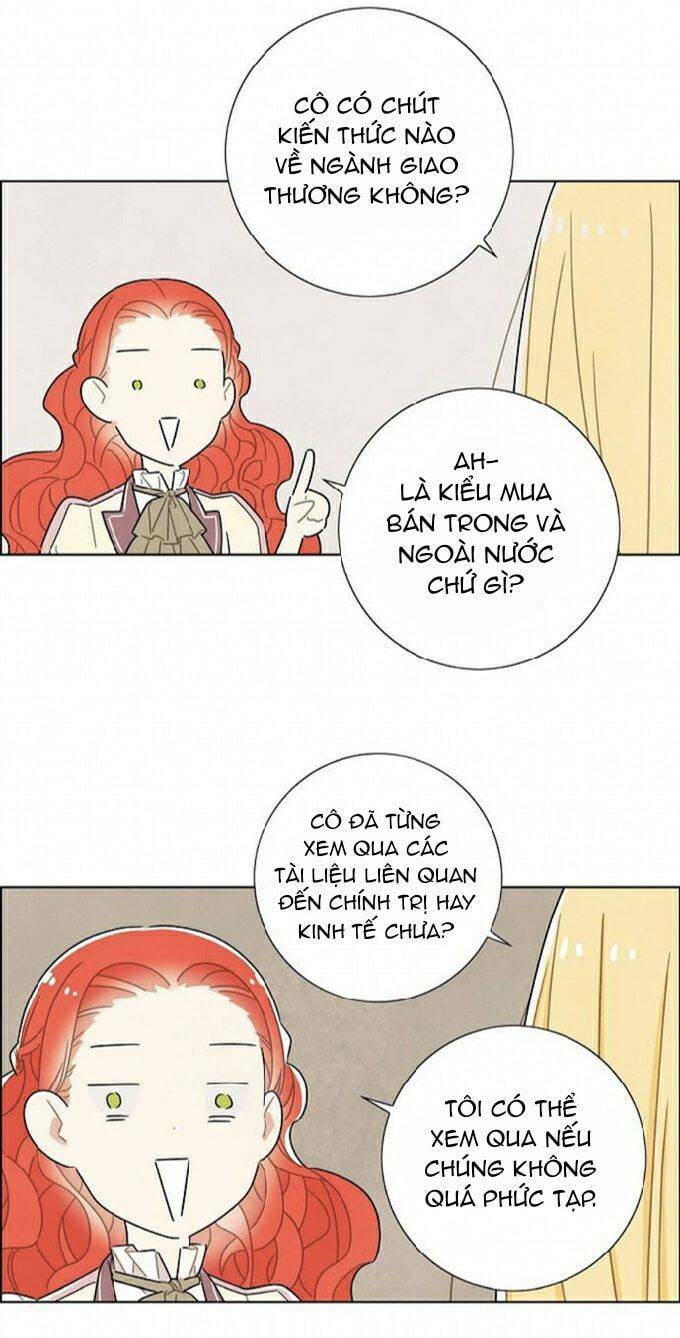 CÔ CÓ CHÚT
KIẾN THỨC NÀO
VỀ NGÀNH GIAO
THƯƠNG KHÔNG?
AH-
LÀ KIỂU MUA
BÁN TRONG VÀ
NGOÀI NƯỚC
CHỨ GÌ?
CÔ ĐÃ TỪNG
XEM QUA CÁC
TÀI LIỆU LIÊN QUAN
ĐẾN CHÍNH TRỊ HAY
KINH TẾ CHƯA?
TÔI CÓ THỂ
XEM QUA NẾU
CHÚNG KHÔNG
QUÁ PHỨC TẠP.